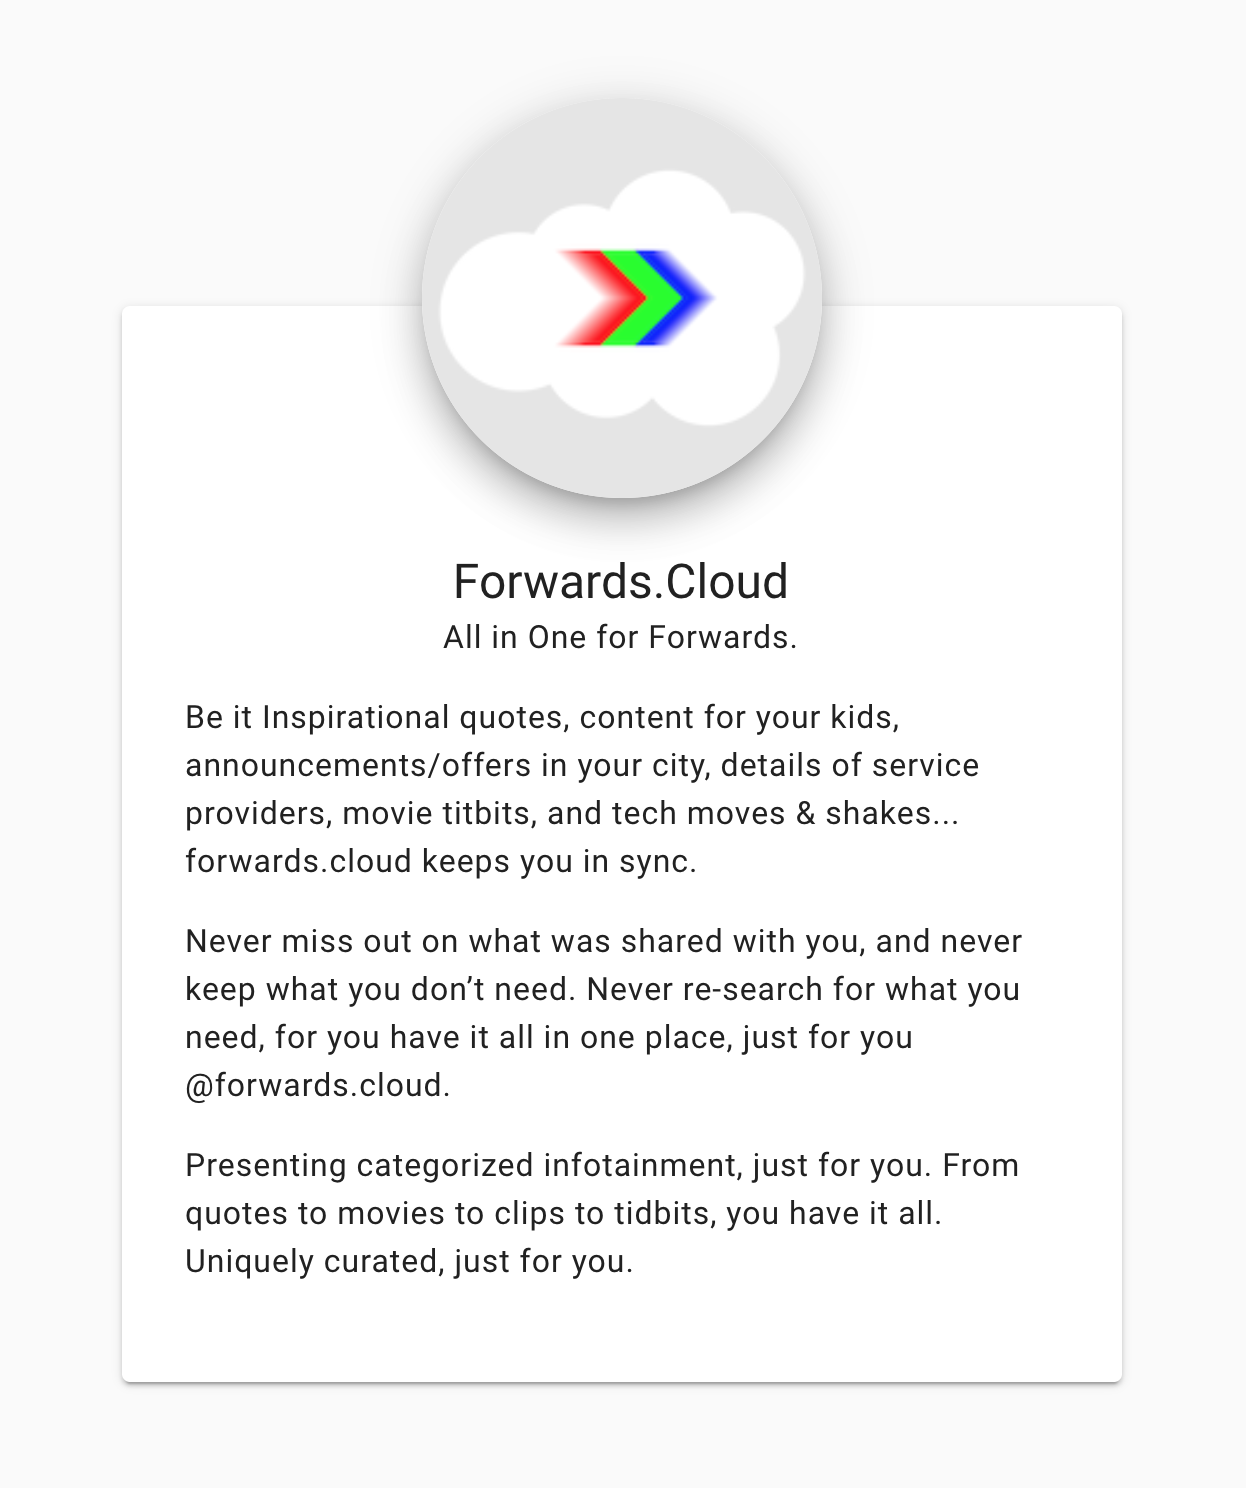 Forwards.Cloud
All in One for Forwards.
Be it Inspirational quotes, content for your kids,
announcements/offers in your city, details of service
providers, movie titbits, and tech moves & shakes...
forwards.cloud keeps you in sync.
Never miss out on what was shared with you, and never
keep what you don’t need. Never re-search for what you
need, for you have it all in one place, just for you
@forwards.cloud.
Presenting categorized infotainment, just for you. From
quotes to movies to clips to tidbits, you have it all.
Uniquely curated, just for you.